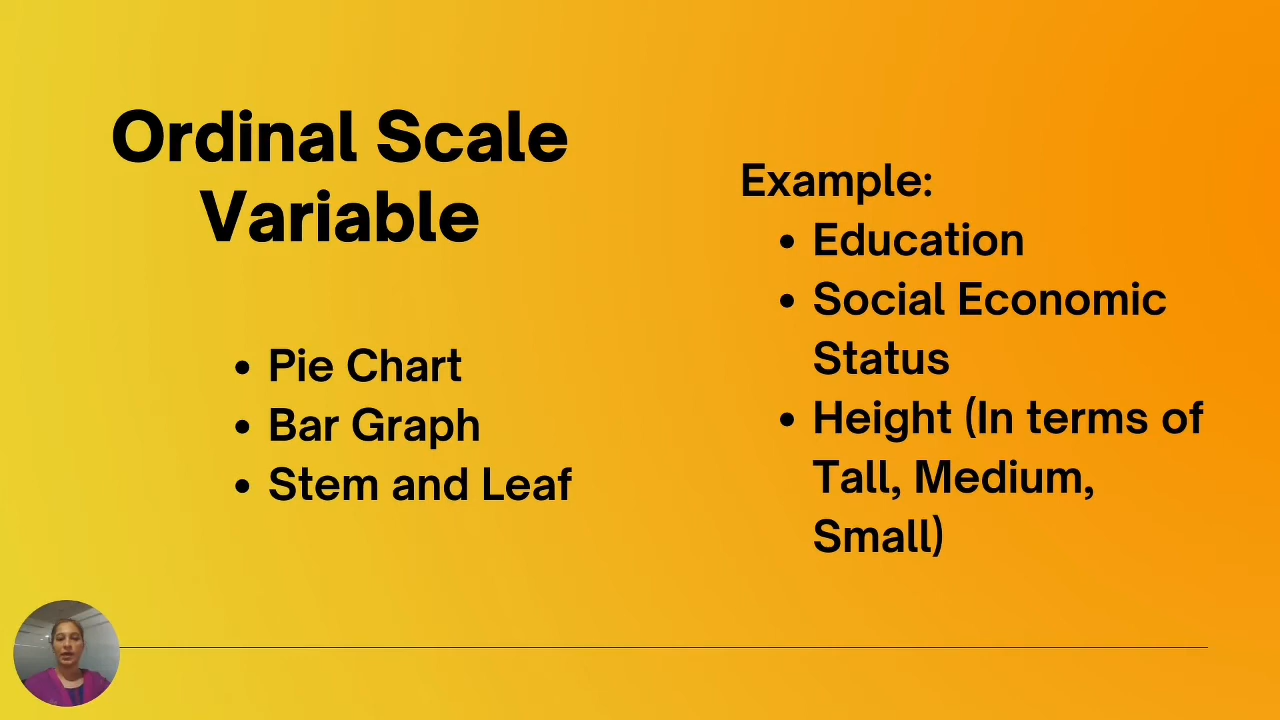 Ordinal Scale
Variable
• Pie Chart
• Bar Graph
• Stem and Leaf
Example:
• Education
• Social Economic
Status
• Height (In terms of
Tall, Medium,
Small)